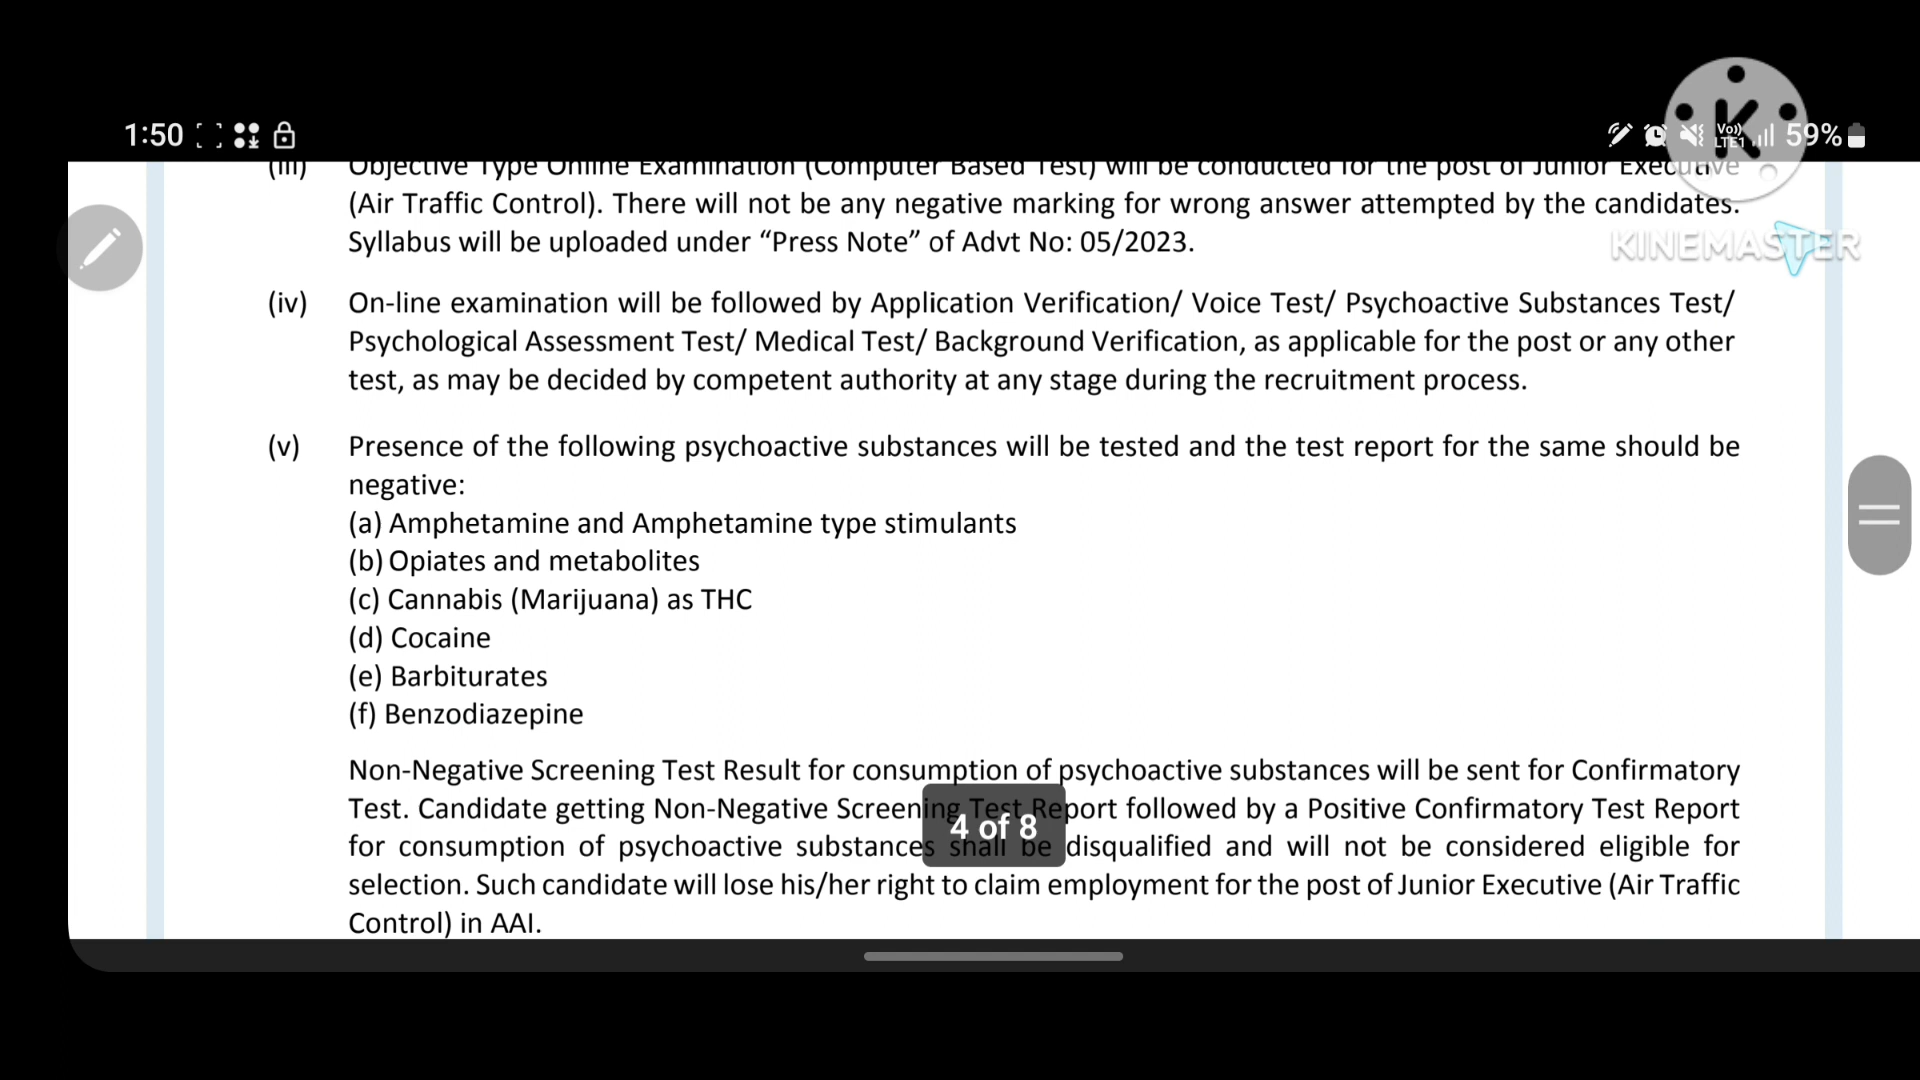 1:50
Vo)) LTE1 59%
K
KINEMASTER
(iii) Objective Type Online Examination (Computer Based Test) will be conducted for the post of Junior Executive
(Air Traffic Control). There will not be any negative marking for wrong answer attempted by the candidates.
Syllabus will be uploaded under “Press Note” of Advt No: 05/2023.
(iv) On-line examination will be followed by Application Verification/ Voice Test/ Psychoactive Substances Test/
Psychological Assessment Test/ Medical Test/ Background Verification, as applicable for the post or any other
test, as may be decided by competent authority at any stage during the recruitment process.
(v) Presence of the following psychoactive substances will be tested and the test report for the same should be
negative:
(a) Amphetamine and Amphetamine type stimulants
(b) Opiates and metabolites
(c) Cannabis (Marijuana) as THC
(d) Cocaine
(e) Barbiturates
(f) Benzodiazepine
Non-Negative Screening Test Result for consumption of psychoactive substances will be sent for Confirmatory
Test. Candidate getting Non-Negative Screening Test Report followed by a Positive Confirmatory Test Report
for consumption of psychoactive substances shall be disqualified and will not be considered eligible for
selection. Such candidate will lose his/her right to claim employment for the post of Junior Executive (Air Traffic
Control) in AAI.
4 of 8